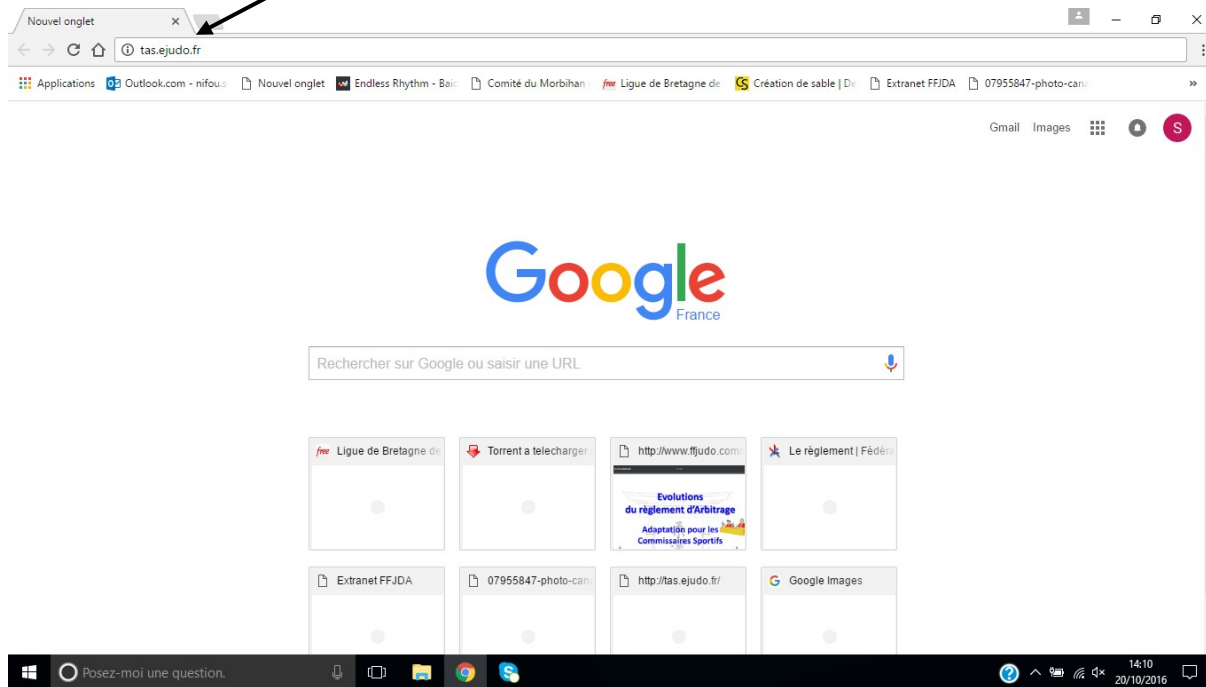 Nouvel onglet
tas.ejudo.fr
Applications Outlook.com - nifou.s Nouvel onglet Endless Rhythm - Baic Comité du Morbihan Ligue de Bretagne de Création de sable | De Extranet FFJDA 07955847-photo-cana »
Gmail Images S
Google
France
Rechercher sur Google ou saisir une URL
free Ligue de Bretagne de Torrent a telecharger http://www.ffjudo.com/ Le règlement | Fédéra
Evolutions
du règlement d'Arbitrage
Adaptation pour les
Commissaires Sportifs
Extranet FFJDA 07955847-photo-cana http://tas.ejudo.fr/ Google Images
Posez-moi une question. 14:10
20/10/2016